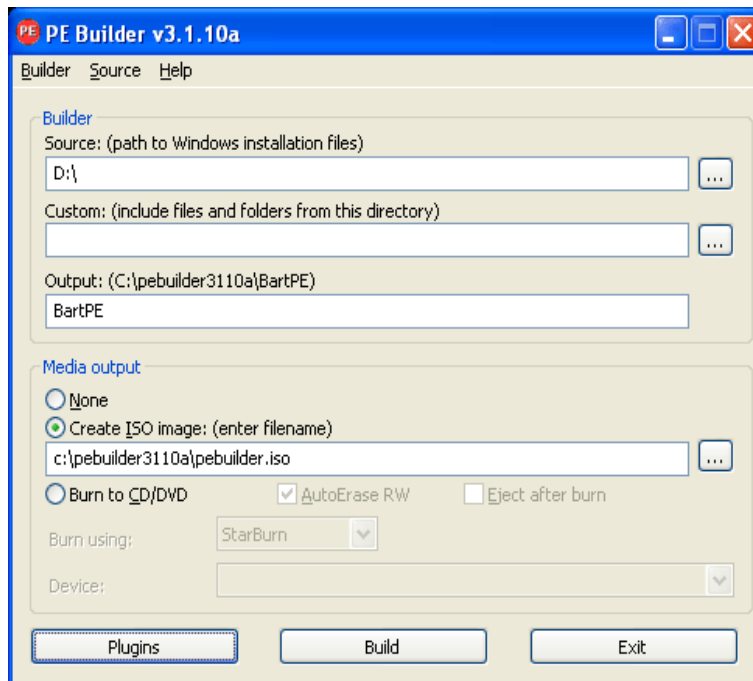 PE PE Builder v3.1.10a
Builder Source Help
Builder
Source: (path to Windows installation files)
D:\
...
Custom: (include files and folders from this directory)
...
Output: (C:\pebuilder3110a\BartPE)
BartPE
Media output
None
Create ISO image: (enter filename)
c:\pebuilder3110a\pebuilder.iso
...
Burn to CD/DVD AutoErase RW Eject after burn
Burn using: StarBurn
Device:
Plugins Build Exit